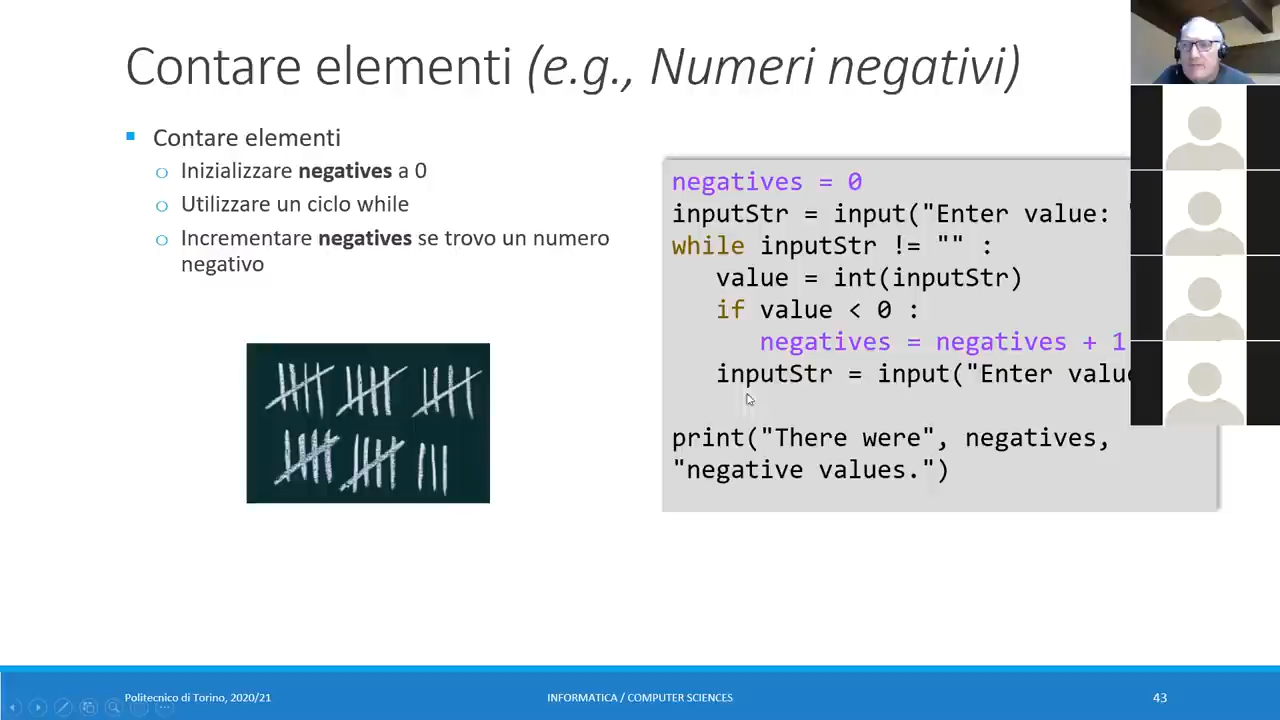 Contare elementi (e.g., Numeri negativi)
Contare elementi
Inizializzare negatives a 0
Utilizzare un ciclo while
Incrementare negatives se trovo un numero
negativo
negatives = 0
inputStr = input("Enter value:
while inputStr != "" :
value = int(inputStr)
if value < 0 :
negatives = negatives + 1
inputStr = input("Enter
print("There were", negatives,
"negative values.")
Politecnico di Torino, 2020/21
INFORMATICA / COMPUTER SCIENCES
43